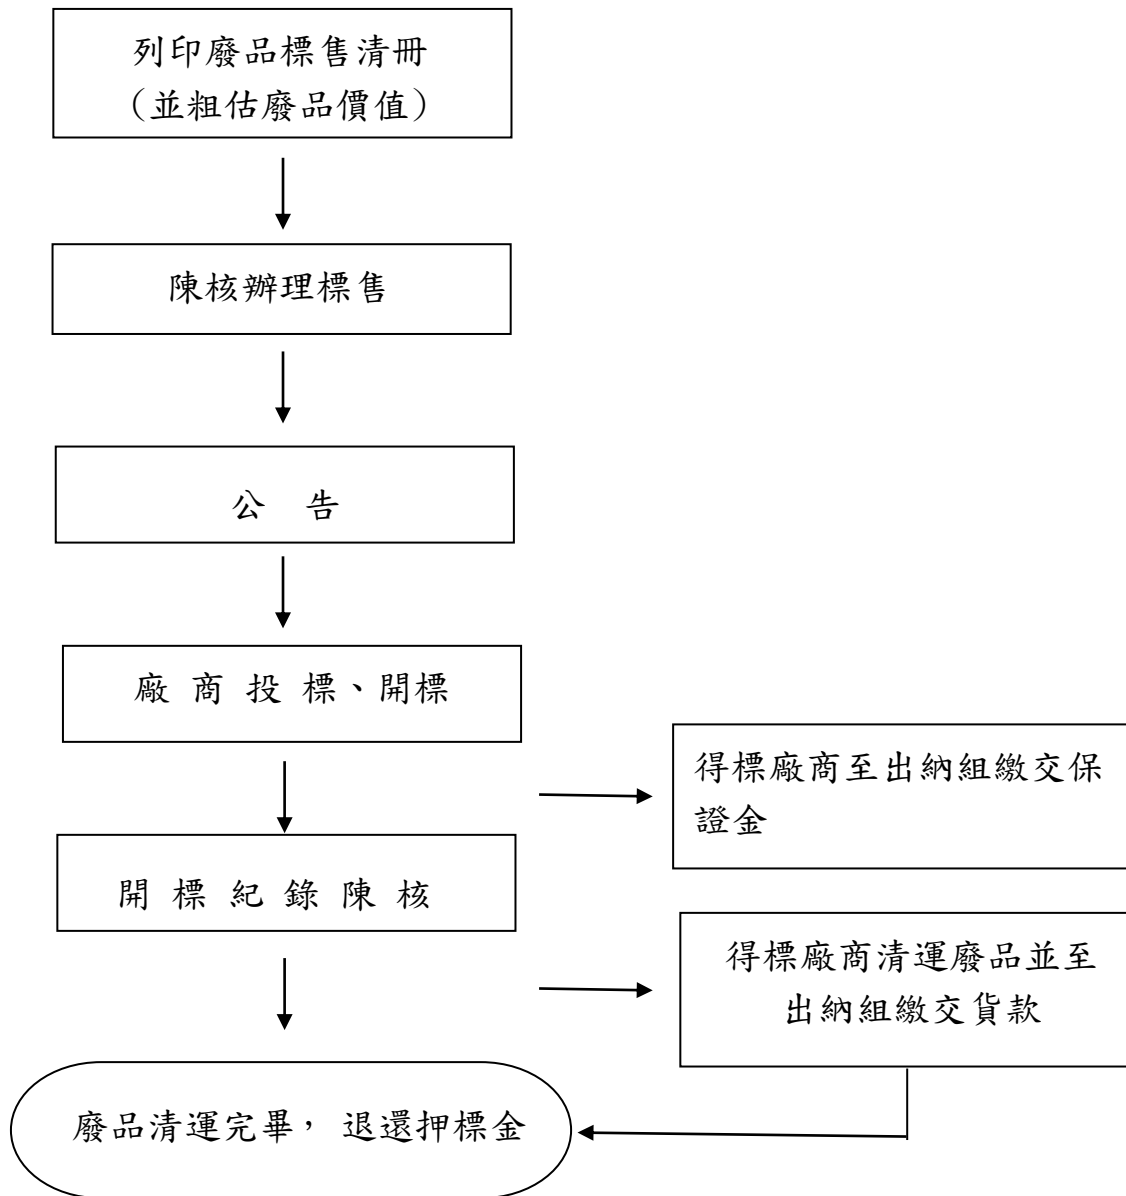 列印廢品標售清冊
(並粗估廢品價值)
陳核辦理標售
公 告
廠 商 投 標、開標
得標廠商至出納組繳交保
證金
開 標 紀 錄 陳 核
得標廠商清運廢品並至
出納組繳交貨款
廢品清運完畢， 退還押標金